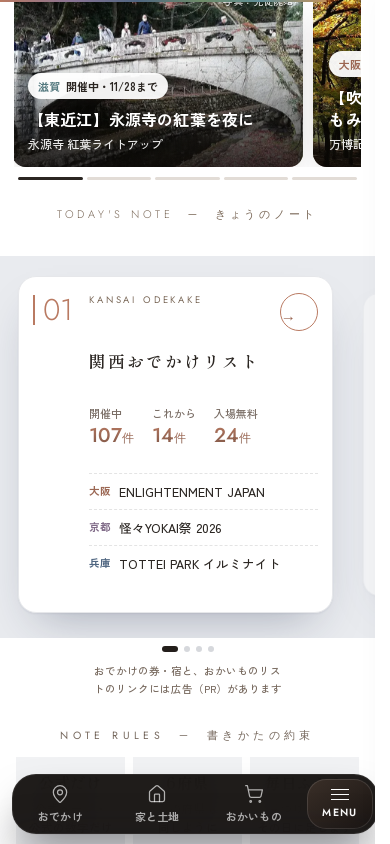 滋賀 開催中・11/28まで
【東近江】永源寺の紅葉を夜に
永源寺 紅葉ライトアップ
大阪
【吹
もみ
万博記
TODAY'S NOTE — きょうのノート
01
KANSAI ODEKAKE
→
関西おでかけリスト
開催中 これから 入場無料
107件 14件 24件
大阪 ENLIGHTENMENT JAPAN
京都 怪々YOKAI祭 2026
兵庫 TOTTEI PARK イルミナイト
おでかけの券・宿と、おかいものリス
トのリンクには広告（PR）があります
NOTE RULES — 書きかたの約束
おでかけ 家と土地 おかいもの MENU